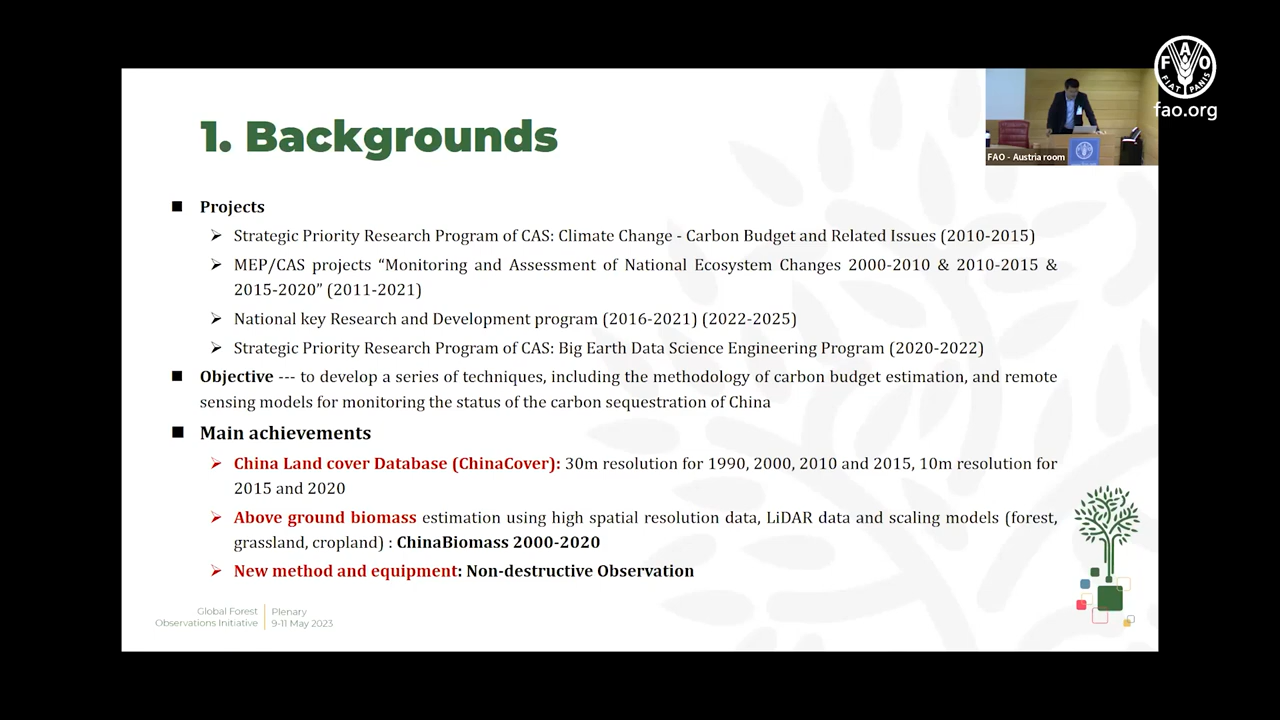 FAO
FIAT PANIS
fao.org
1. Backgrounds
FAO - Austria room
■ Projects
➢ Strategic Priority Research Program of CAS: Climate Change - Carbon Budget and Related Issues (2010-2015)
➢ MEP/CAS projects “Monitoring and Assessment of National Ecosystem Changes 2000-2010 & 2010-2015 &
2015-2020” (2011-2021)
➢ National key Research and Development program (2016-2021) (2022-2025)
➢ Strategic Priority Research Program of CAS: Big Earth Data Science Engineering Program (2020-2022)
■ Objective --- to develop a series of techniques, including the methodology of carbon budget estimation, and remote
sensing models for monitoring the status of the carbon sequestration of China
■ Main achievements
➢ China Land cover Database (ChinaCover): 30m resolution for 1990, 2000, 2010 and 2015, 10m resolution for
2015 and 2020
➢ Above ground biomass estimation using high spatial resolution data, LiDAR data and scaling models (forest,
grassland, cropland) : ChinaBiomass 2000-2020
➢ New method and equipment: Non-destructive Observation
Global Forest
Observations Initiative
Plenary
9-11 May 2023